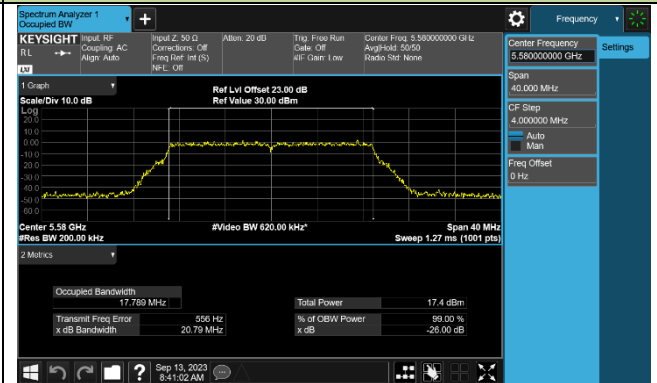 Spectrum Analyzer 1
Occupied BW
Frequency
KEYSIGHT
Input: RF
Coupling: AC
Align: Auto
Input Z: 50 Ω
Corrections: Off
Freq Ref: Int (S)
NFE: Off
Atten: 20 dB
Trig: Free Run
Gate: Off
#IF Gain: Low
Center Freq: 5.580000000 GHz
Avg|Hold: 50/50
Radio Std: None
RL
LXI
Center Frequency
5.580000000 GHz
Settings
Span
40.000 MHz
CF Step
4.000000 MHz
Auto
Man
Freq Offset
0 Hz
1 Graph
Scale/Div 10.0 dB
Ref Lvl Offset 23.00 dB
Ref Value 30.00 dBm
Log
20.0
10.0
0.00
-10.0
-20.0
-30.0
-40.0
-50.0
-60.0
Center 5.58 GHz
#Video BW 620.00 kHz*
Span 40 MHz
#Res BW 200.00 kHz
Sweep 1.27 ms (1001 pts)
2 Metrics
Occupied Bandwidth
17.789 MHz
Total Power 17.4 dBm
Transmit Freq Error 556 Hz
% of OBW Power 99.00 %
x dB Bandwidth 20.79 MHz
x dB -26.00 dB
?
Sep 13, 2023
8:41:02 AM